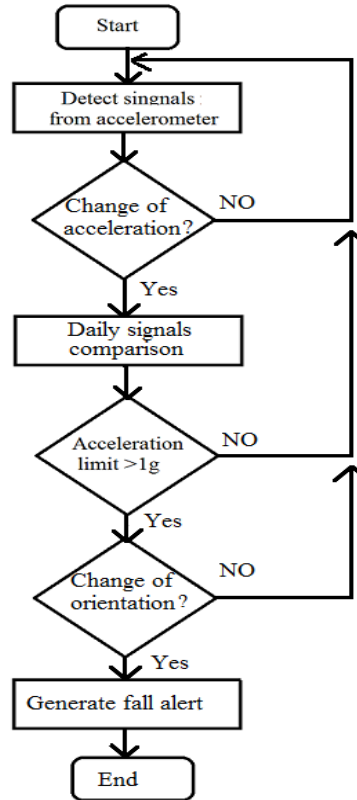 Start
Detect singnals
from accelerometer
Change of
acceleration?
NO
Yes
Daily signals
comparison
Acceleration
limit >1g
NO
Yes
Change of
orientation?
NO
Yes
Generate fall alert
End